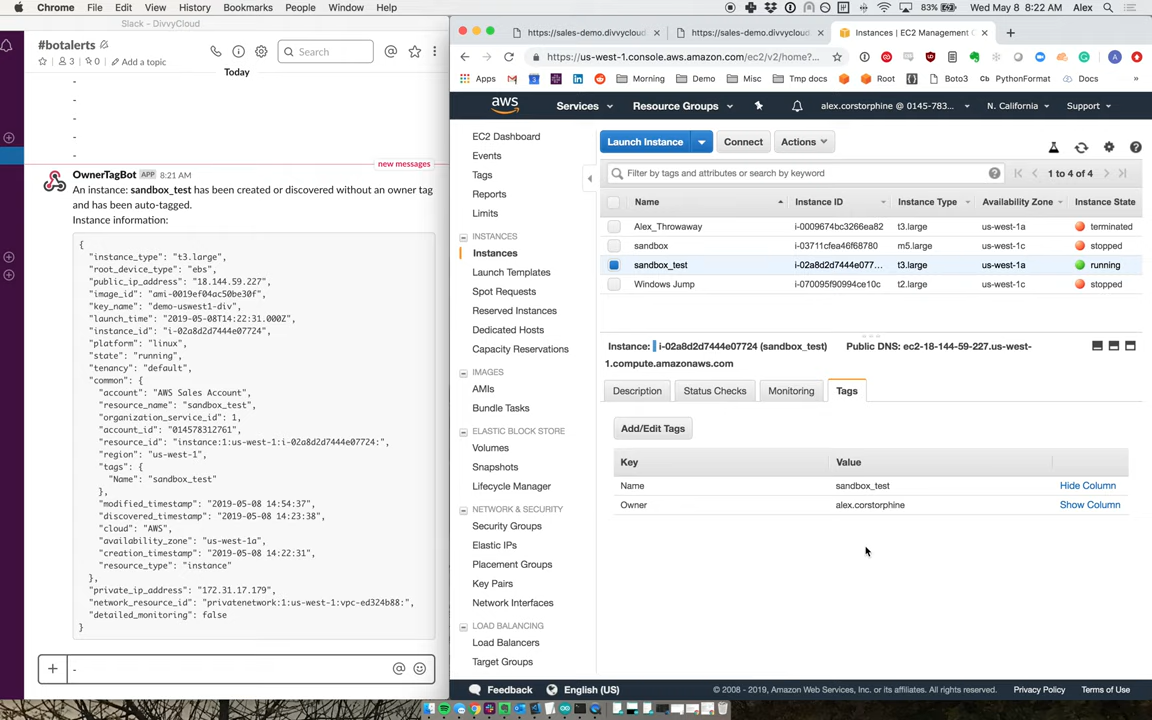 Chrome File Edit View History Bookmarks People Window Help 83% Wed May 8 8:22 AM Alex
Slack - DivvyCloud
#botalerts
3 0 Add a topic
Search
Today
-
-
-
-
-
new messages
OwnerTagBot APP 8:21 AM
An instance: sandbox_test has been created or discovered without an owner tag
and has been auto-tagged.
Instance information:
{
"instance_type": "t3.large",
"root_device_type": "ebs",
"public_ip_address": "18.144.59.227",
"image_id": "ami-0019ef04ac50be30f",
"key_name": "demo-uswest1-div",
"launch_time": "2019-05-08T14:22:31.000Z",
"instance_id": "i-02a8d2d7444e07724",
"platform": "linux",
"state": "running",
"tenancy": "default",
"common": {
"account": "AWS Sales Account",
"resource_name": "sandbox_test",
"organization_service_id": 1,
"account_id": "014578312761",
"resource_id": "instance:1:us-west-1:i-02a8d2d7444e07724:",
"region": "us-west-1",
"tags": {
"Name": "sandbox_test"
},
"modified_timestamp": "2019-05-08 14:54:37",
"discovered_timestamp": "2019-05-08 14:23:38",
"cloud": "AWS",
"availability_zone": "us-west-1a",
"creation_timestamp": "2019-05-08 14:22:31",
"resource_type": "instance"
},
"private_ip_address": "172.31.17.179",
"network_resource_id": "privatenetwork:1:us-west-1:vpc-ed324b88:",
"detailed_monitoring": false
}
-
https://sales-demo.divvycloud https://sales-demo.divvycloud Instances | EC2 Management C
https://us-west-1.console.aws.amazon.com/ec2/v2/home?...
Apps Morning Demo Misc Tmp docs Root Boto3 PythonFormat Docs »
aws Services Resource Groups alex.corstorphine @ 0145-783... N. California Support
EC2 Dashboard
Events
Tags
Reports
Limits
INSTANCES
Instances
Launch Templates
Spot Requests
Reserved Instances
Dedicated Hosts
Capacity Reservations
IMAGES
AMIs
Bundle Tasks
ELASTIC BLOCK STORE
Volumes
Snapshots
Lifecycle Manager
NETWORK & SECURITY
Security Groups
Elastic IPs
Placement Groups
Key Pairs
Network Interfaces
LOAD BALANCING
Load Balancers
Target Groups
Launch Instance Connect Actions
Filter by tags and attributes or search by keyword 1 to 4 of 4
Name Instance ID Instance Type Availability Zone Instance State
Alex_Throwaway i-0009674bc3266ea82 t3.large us-west-1a terminated
sandbox i-03711cfea46f68780 m5.large us-west-1c stopped
sandbox_test i-02a8d2d7444e077... t3.large us-west-1a running
Windows Jump i-070095f90994ce10c t2.large us-west-1c stopped
Instance: i-02a8d2d7444e07724 (sandbox_test) Public DNS: ec2-18-144-59-227.us-west-
1.compute.amazonaws.com
Description Status Checks Monitoring Tags
Add/Edit Tags
Key Value
Name sandbox_test Hide Column
Owner alex.corstorphine Show Column
Feedback English (US) © 2008 - 2019, Amazon Web Services, Inc. or its affiliates. All rights reserved. Privacy Policy Terms of Use